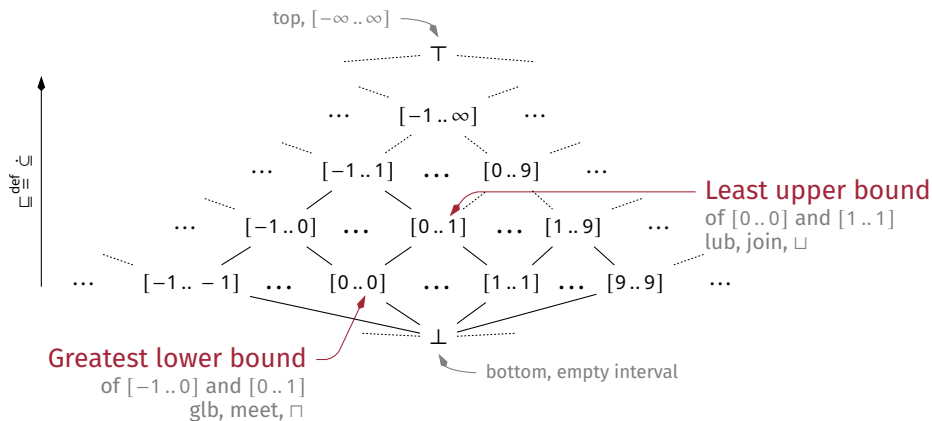 top, [−∞ .. ∞]
⊤
... [−1 .. ∞] ...
... [−1 .. 1] ... [0 .. 9] ...
⊑ ≝ ⊆̇
Least upper bound
of [0 .. 0] and [1 .. 1]
lub, join, ⊔
... [−1 .. 0] ... [0 .. 1] ... [1 .. 9] ...
... [−1 .. − 1] ... [0 .. 0] ... [1 .. 1] ... [9 .. 9] ...
⊥
Greatest lower bound
of [−1 .. 0] and [0 .. 1]
glb, meet, ⊓
bottom, empty interval